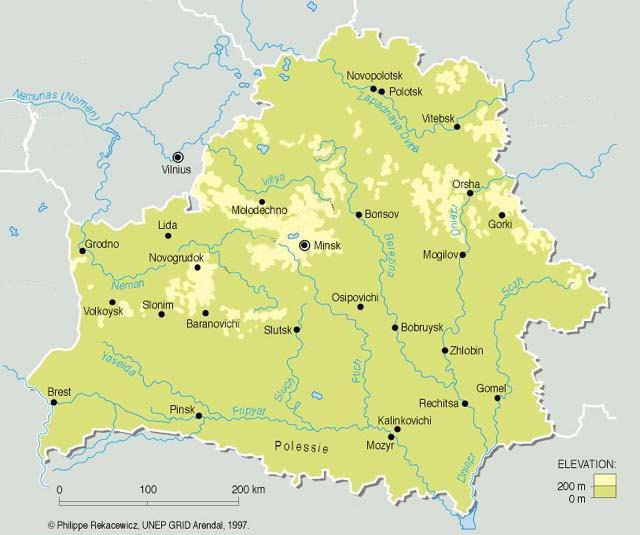 Novopolotsk
Polotsk
Zapadnaya Dvina
Vitebsk
Nemunas (Nemen)
Vilnius
Viliya
Molodechno
Orsha
Borisov
Dniepr
Gorki
Lida
Grodno
Minsk
Novogrudok
Berezina
Mogilov
Neman
Sozh
Volkoysk
Slonim
Baranovichi
Osipovichi
Slutsk
Bobruysk
Zhlobin
Yaselda
Sluch
Ptich
Brest
Gomel
Rechitsa
Pinsk
Pripyat
Kalinkovichi
Mozyr
Polessie
Dniepr
ELEVATION:
200 m
0 m
0 100 200 km
© Philippe Rekacewicz, UNEP GRID Arendal, 1997.